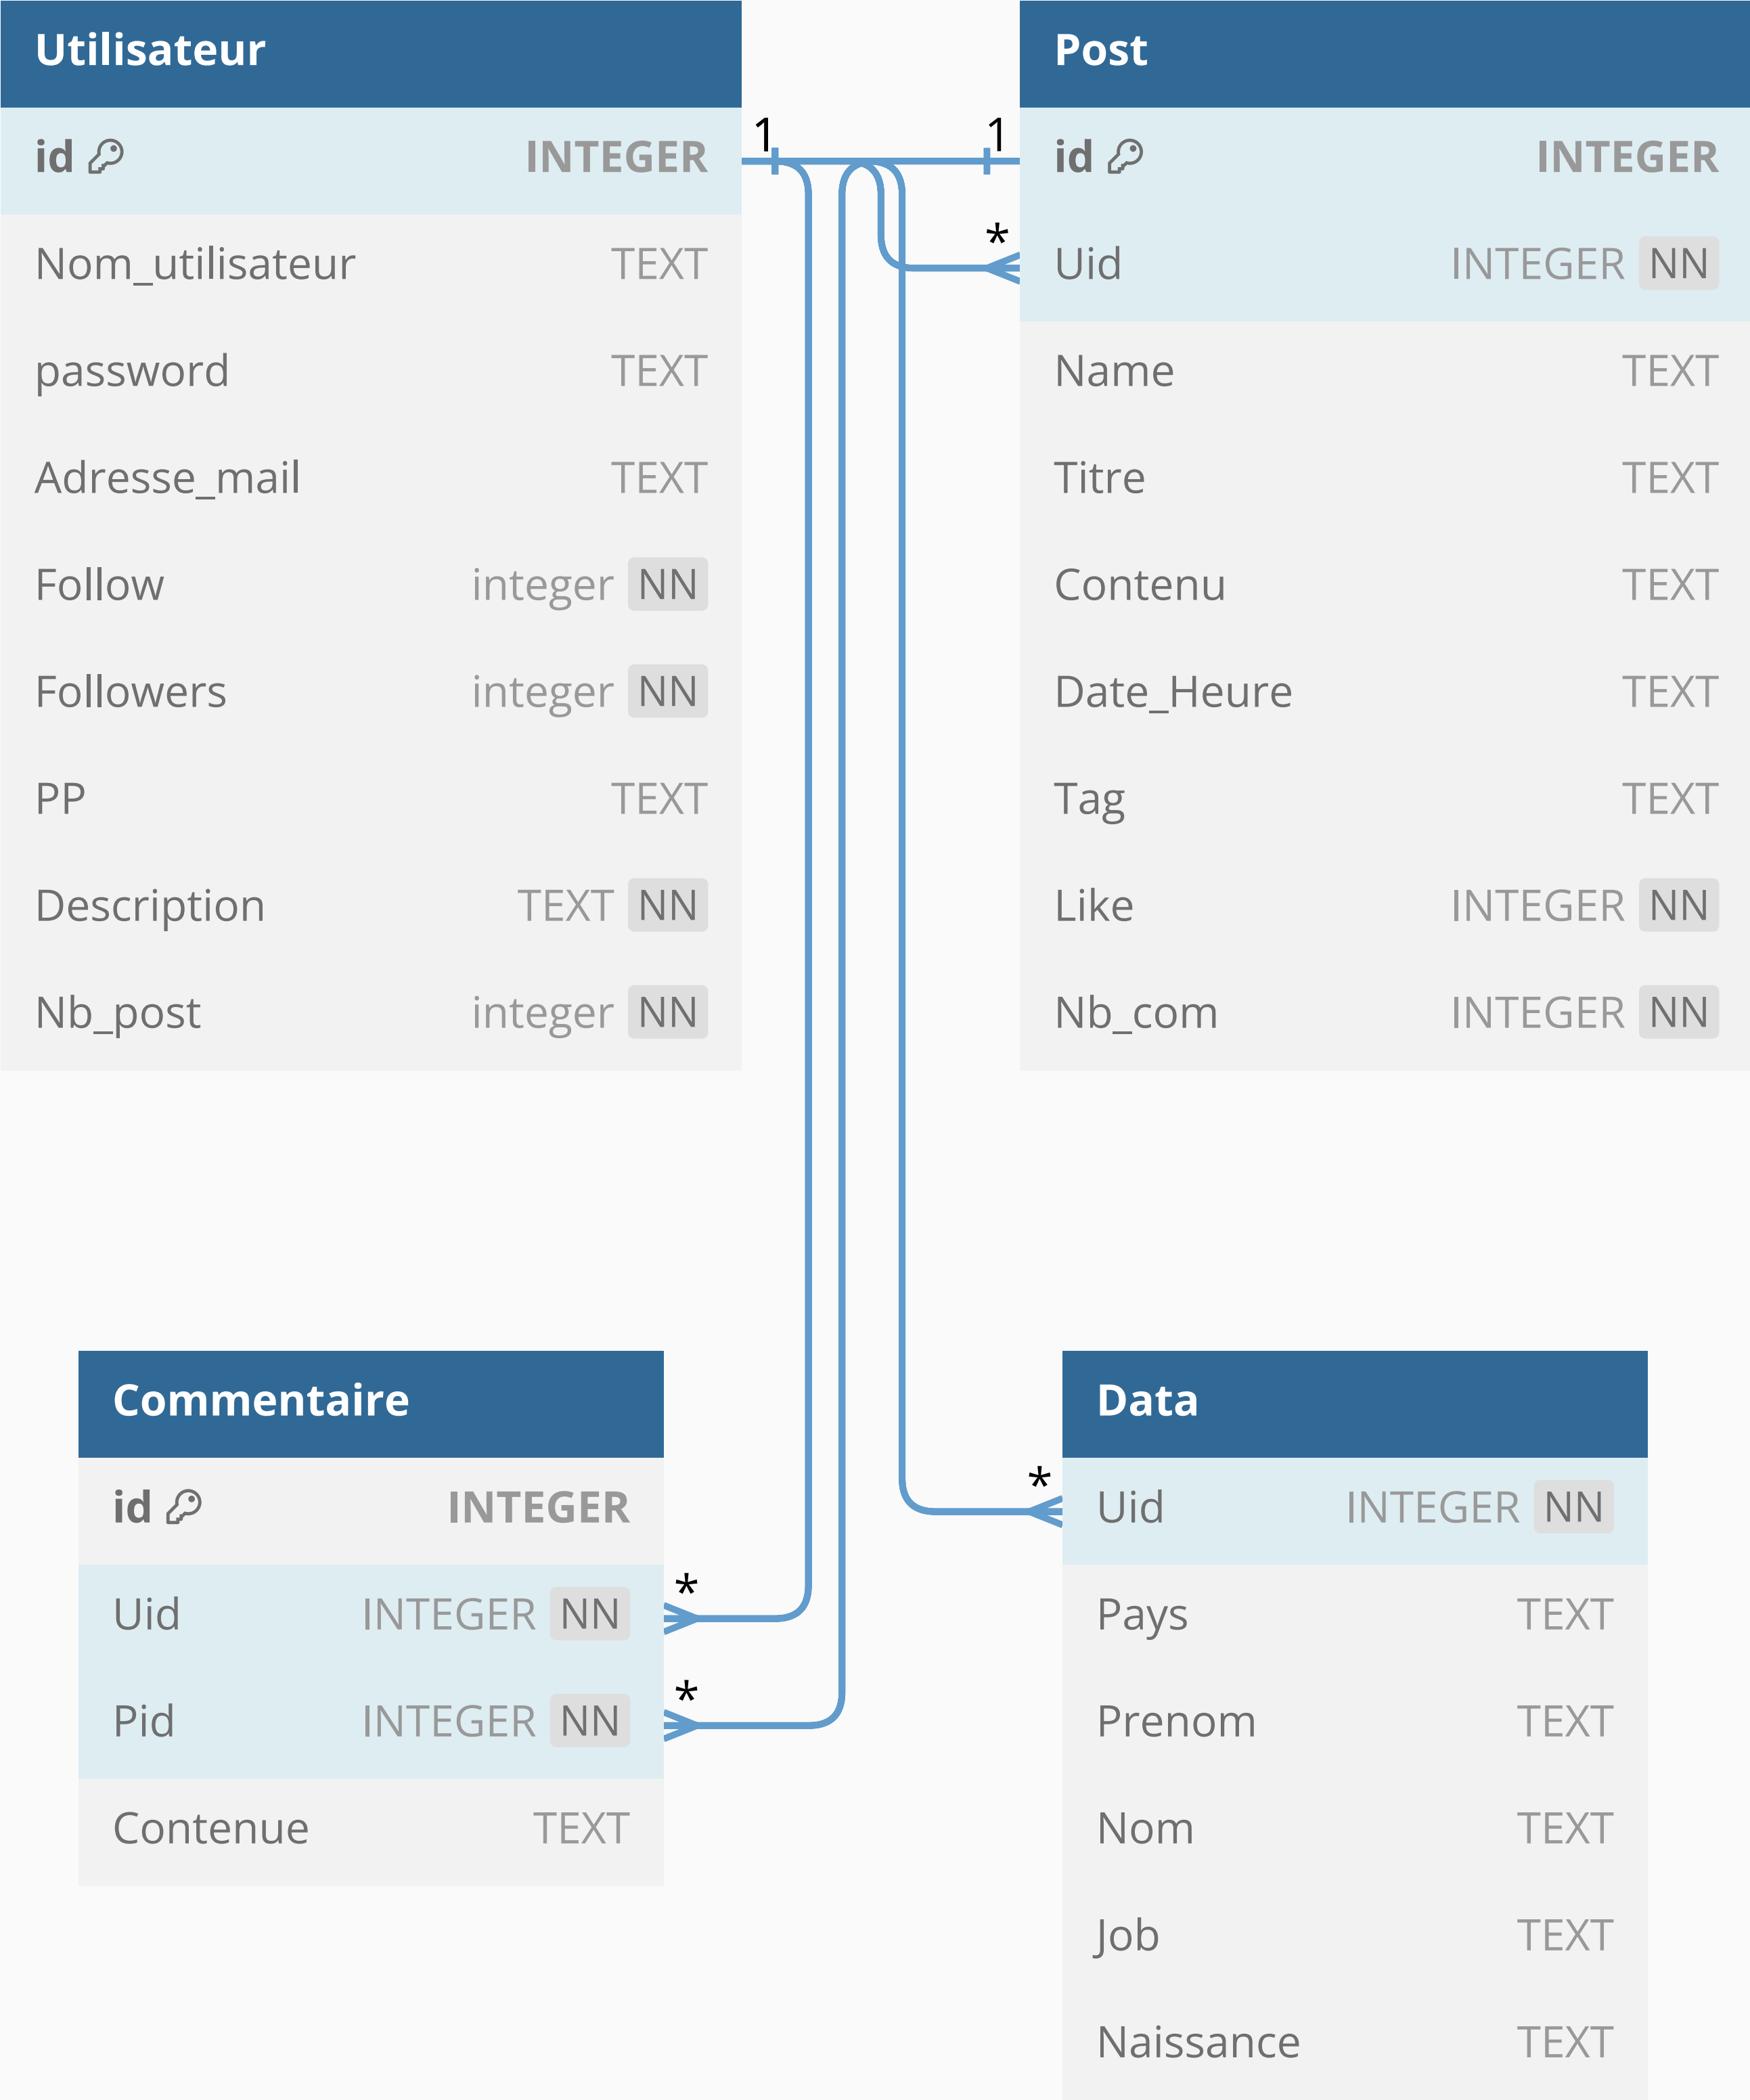 Utilisateur
id INTEGER
Nom_utilisateur TEXT
password TEXT
Adresse_mail TEXT
Follow integer NN
Followers integer NN
PP TEXT
Description TEXT NN
Nb_post integer NN
1 1
*
Post
id INTEGER
Uid INTEGER NN
Name TEXT
Titre TEXT
Contenu TEXT
Date_Heure TEXT
Tag TEXT
Like INTEGER NN
Nb_com INTEGER NN
Commentaire
id INTEGER
Uid INTEGER NN *
Pid INTEGER NN *
Contenue TEXT
Data
* Uid INTEGER NN
Pays TEXT
Prenom TEXT
Nom TEXT
Job TEXT
Naissance TEXT